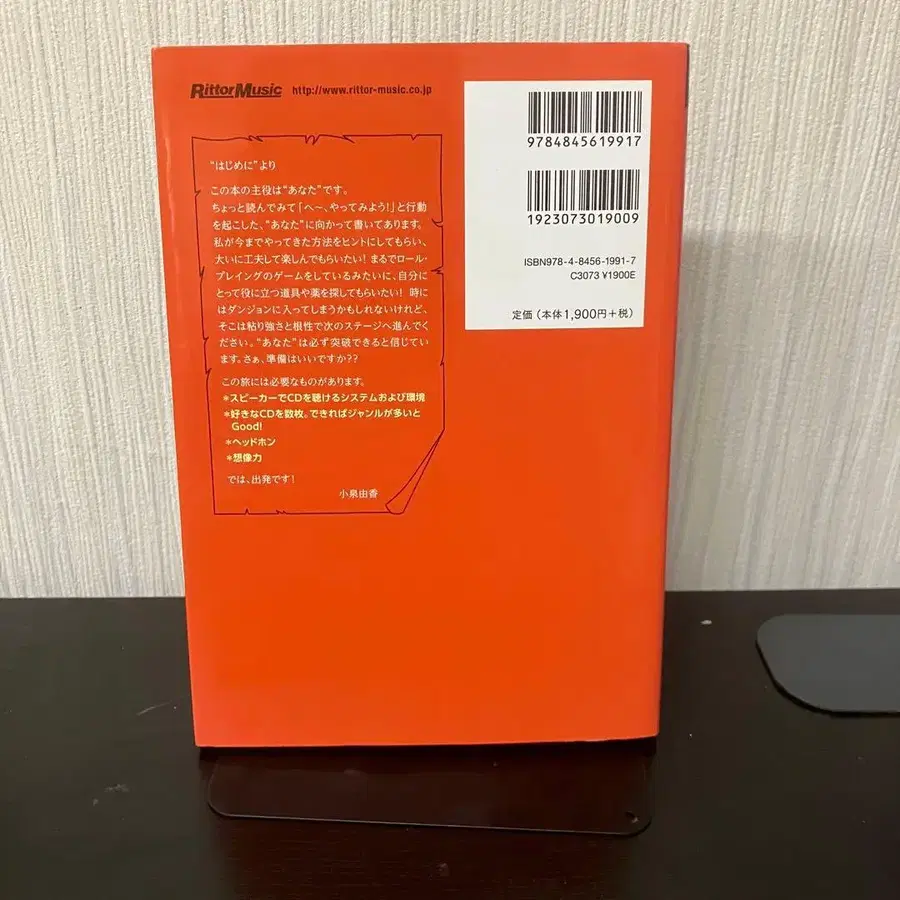 RittorMusic http://www.rittor-music.co.jp
“はじめに”より
この本の主役は“あなた”です。
ちょっと読んでみて「へ〜、やってみよう!」と行動
を起こした、“あなた”に向かって書いてあります。
私が今までやってきた方法をヒントにしてもらい、
大いに工夫して楽しんでもらいたい! まるでロール・
プレイングのゲームをしているみたいに、自分に
とって役に立つ道具や薬を探してもらいたい! 時に
はダンジョンに入ってしまうかもしれないけれど、
そこは粘り強さと根性で次のステージへ進んでく
ださい。“あなた”は必ず突破できると信じてい
ます。さぁ、準備はいいですか??
この旅には必要なものがあります。
*スピーカーでCDを聴けるシステムおよび環境
*好きなCDを数枚。できればジャンルが多いと
Good!
*ヘッドホン
*想像力
では、出発です!
小泉由香
9784845619917
1923073019009
ISBN978-4-8456-1991-7
C3073 ¥1900E
定価(本体1,900円+税)